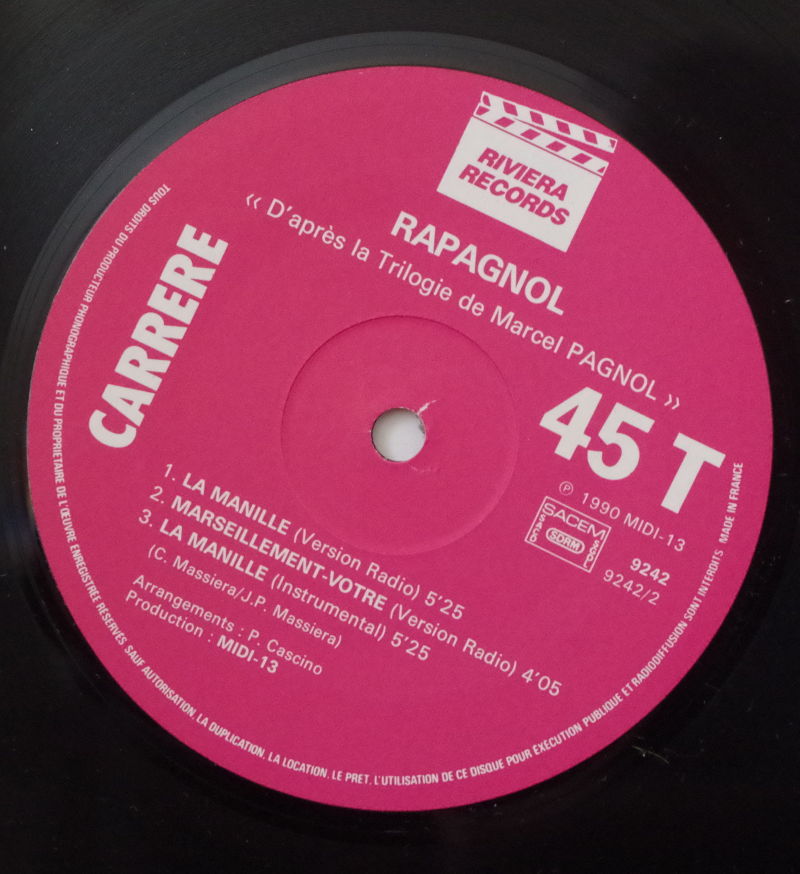 RIVIERA
RECORDS
RAPAGNOL
‹‹ D'après la Trilogie de Marcel PAGNOL ››
CARRERE
45 T
℗ 1990 MIDI-13
SACEM
SACD
SDRM
SGDL
9242
9242/2
1. LA MANILLE (Version Radio) 5'25
2. MARSEILLEMENT-VOTRE (Version Radio) 4'05
3. LA MANILLE (Instrumental) 5'25
(C. Massiera/J.P. Massiera)
Arrangements : P. Cascino
Production : MIDI-13
TOUS DROITS DU PRODUCTEUR PHONOGRAPHIQUE ET DU PROPRIETAIRE DE L'ŒUVRE ENREGISTREE RESERVES SAUF AUTORISATION, LA DUPLICATION, LA LOCATION, LE PRET, L'UTILISATION DE CE DISQUE POUR EXECUTION PUBLIQUE ET RADIODIFFUSION SONT INTERDITS MADE IN FRANCE